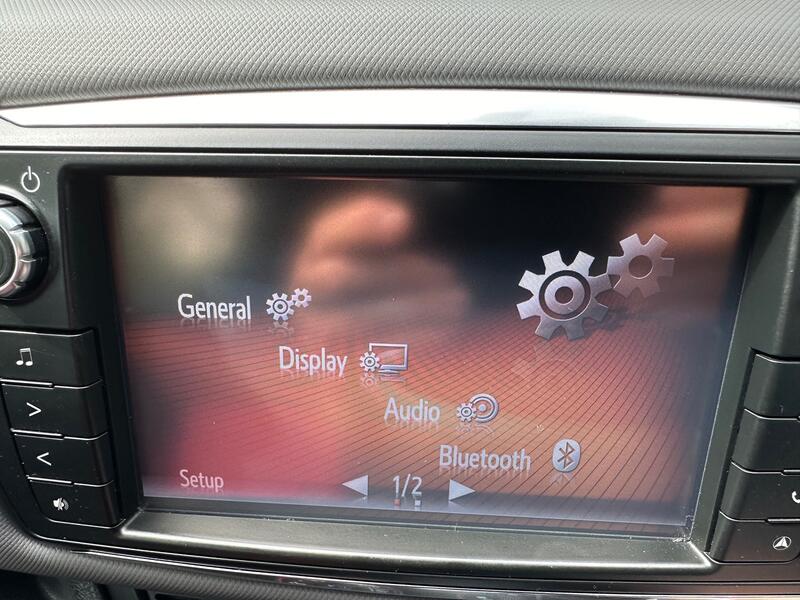 General
Display
Audio
Bluetooth
Setup
1/2